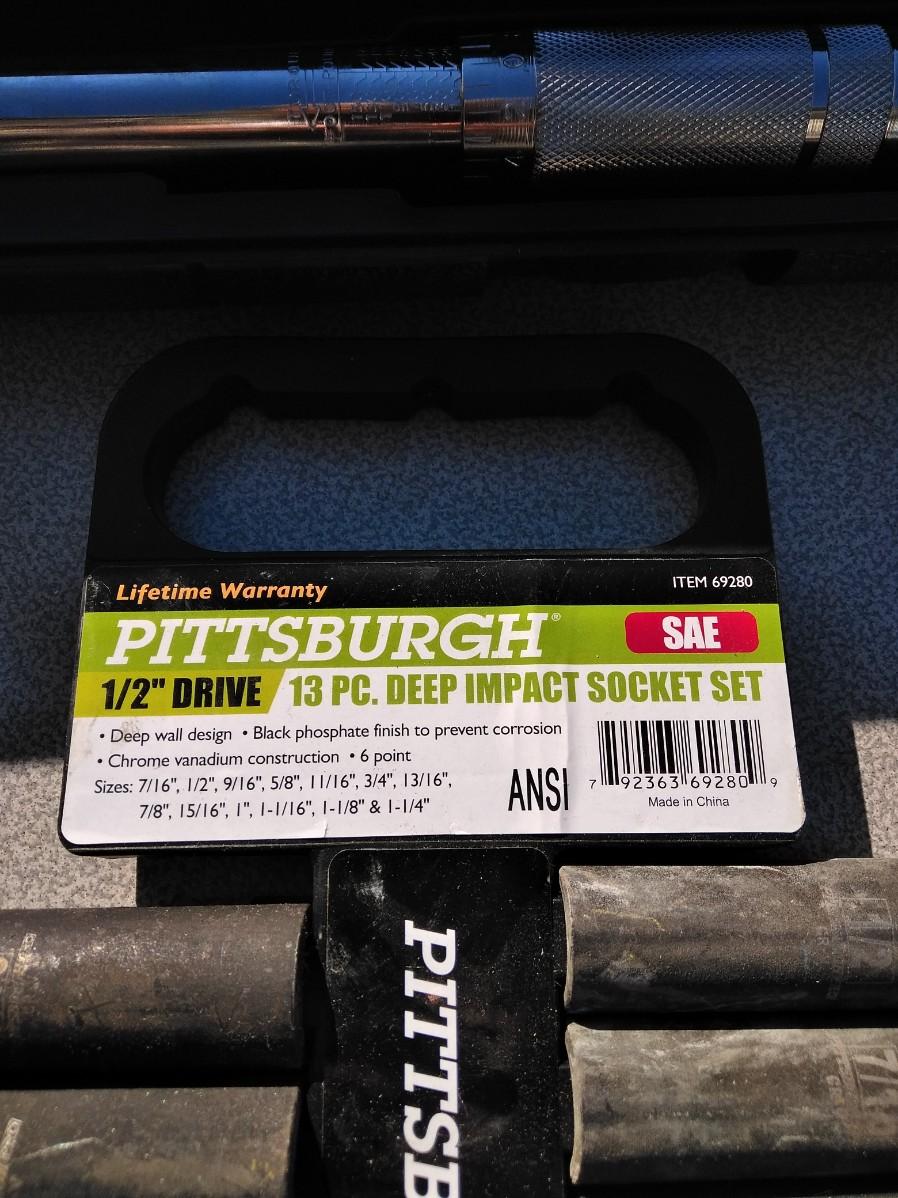 Lifetime Warranty
ITEM 69280
PITTSBURGH®
SAE
1/2" DRIVE
13 PC. DEEP IMPACT SOCKET SET
• Deep wall design • Black phosphate finish to prevent corrosion
• Chrome vanadium construction • 6 point
Sizes: 7/16", 1/2", 9/16", 5/8", 11/16", 3/4", 13/16",
7/8", 15/16", 1", 1-1/16", 1-1/8" & 1-1/4"
ANSI
7 92363 69280 9
Made in China
PITTSB